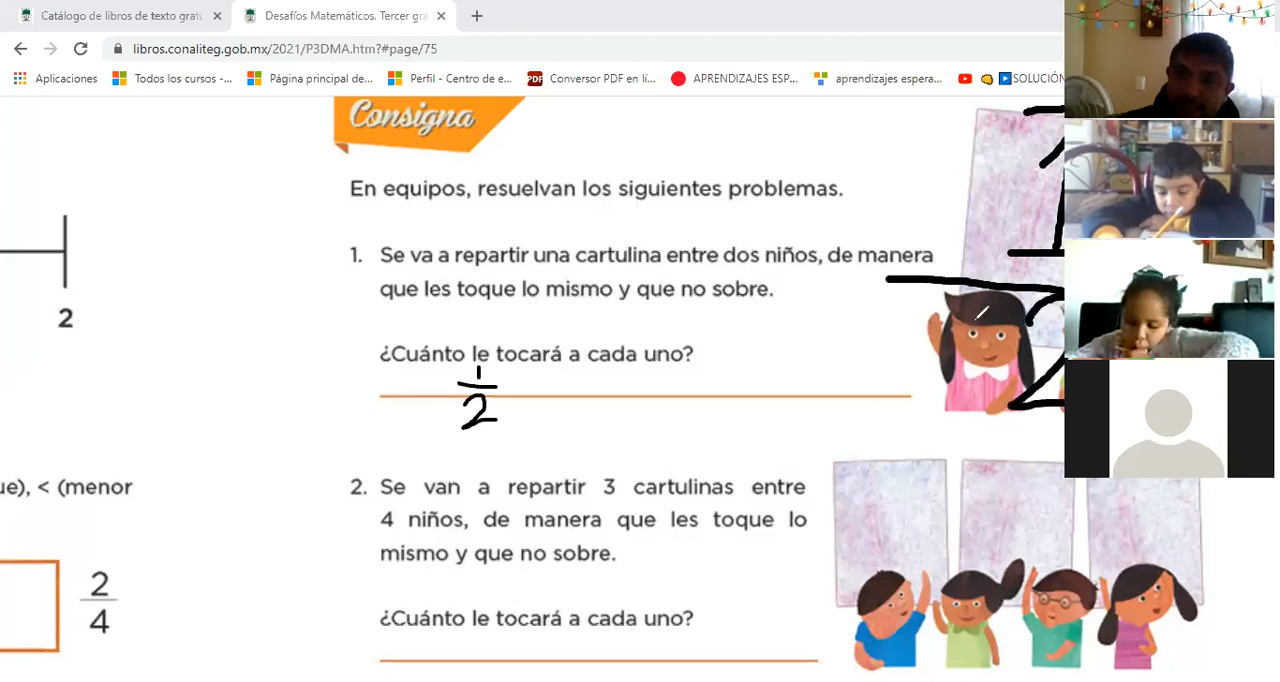 Catálogo de libros de texto gratu
Desafíos Matemáticos. Tercer gra
libros.conaliteg.gob.mx/2021/P3DMA.htm?#page/75
Aplicaciones
Todos los cursos -...
Página principal de...
Perfil - Centro de e...
PDF
Conversor PDF en lí...
APRENDIZAJES ESP...
aprendizajes espera...
SOLUCIÓN
Consigna
En equipos, resuelvan los siguientes problemas.
1. Se va a repartir una cartulina entre dos niños, de manera
que les toque lo mismo y que no sobre.
¿Cuánto le tocará a cada uno?
1
2
2. Se van a repartir 3 cartulinas entre
4 niños, de manera que les toque lo
mismo y que no sobre.
¿Cuánto le tocará a cada uno?
2
ue), < (menor
2
4
1
2